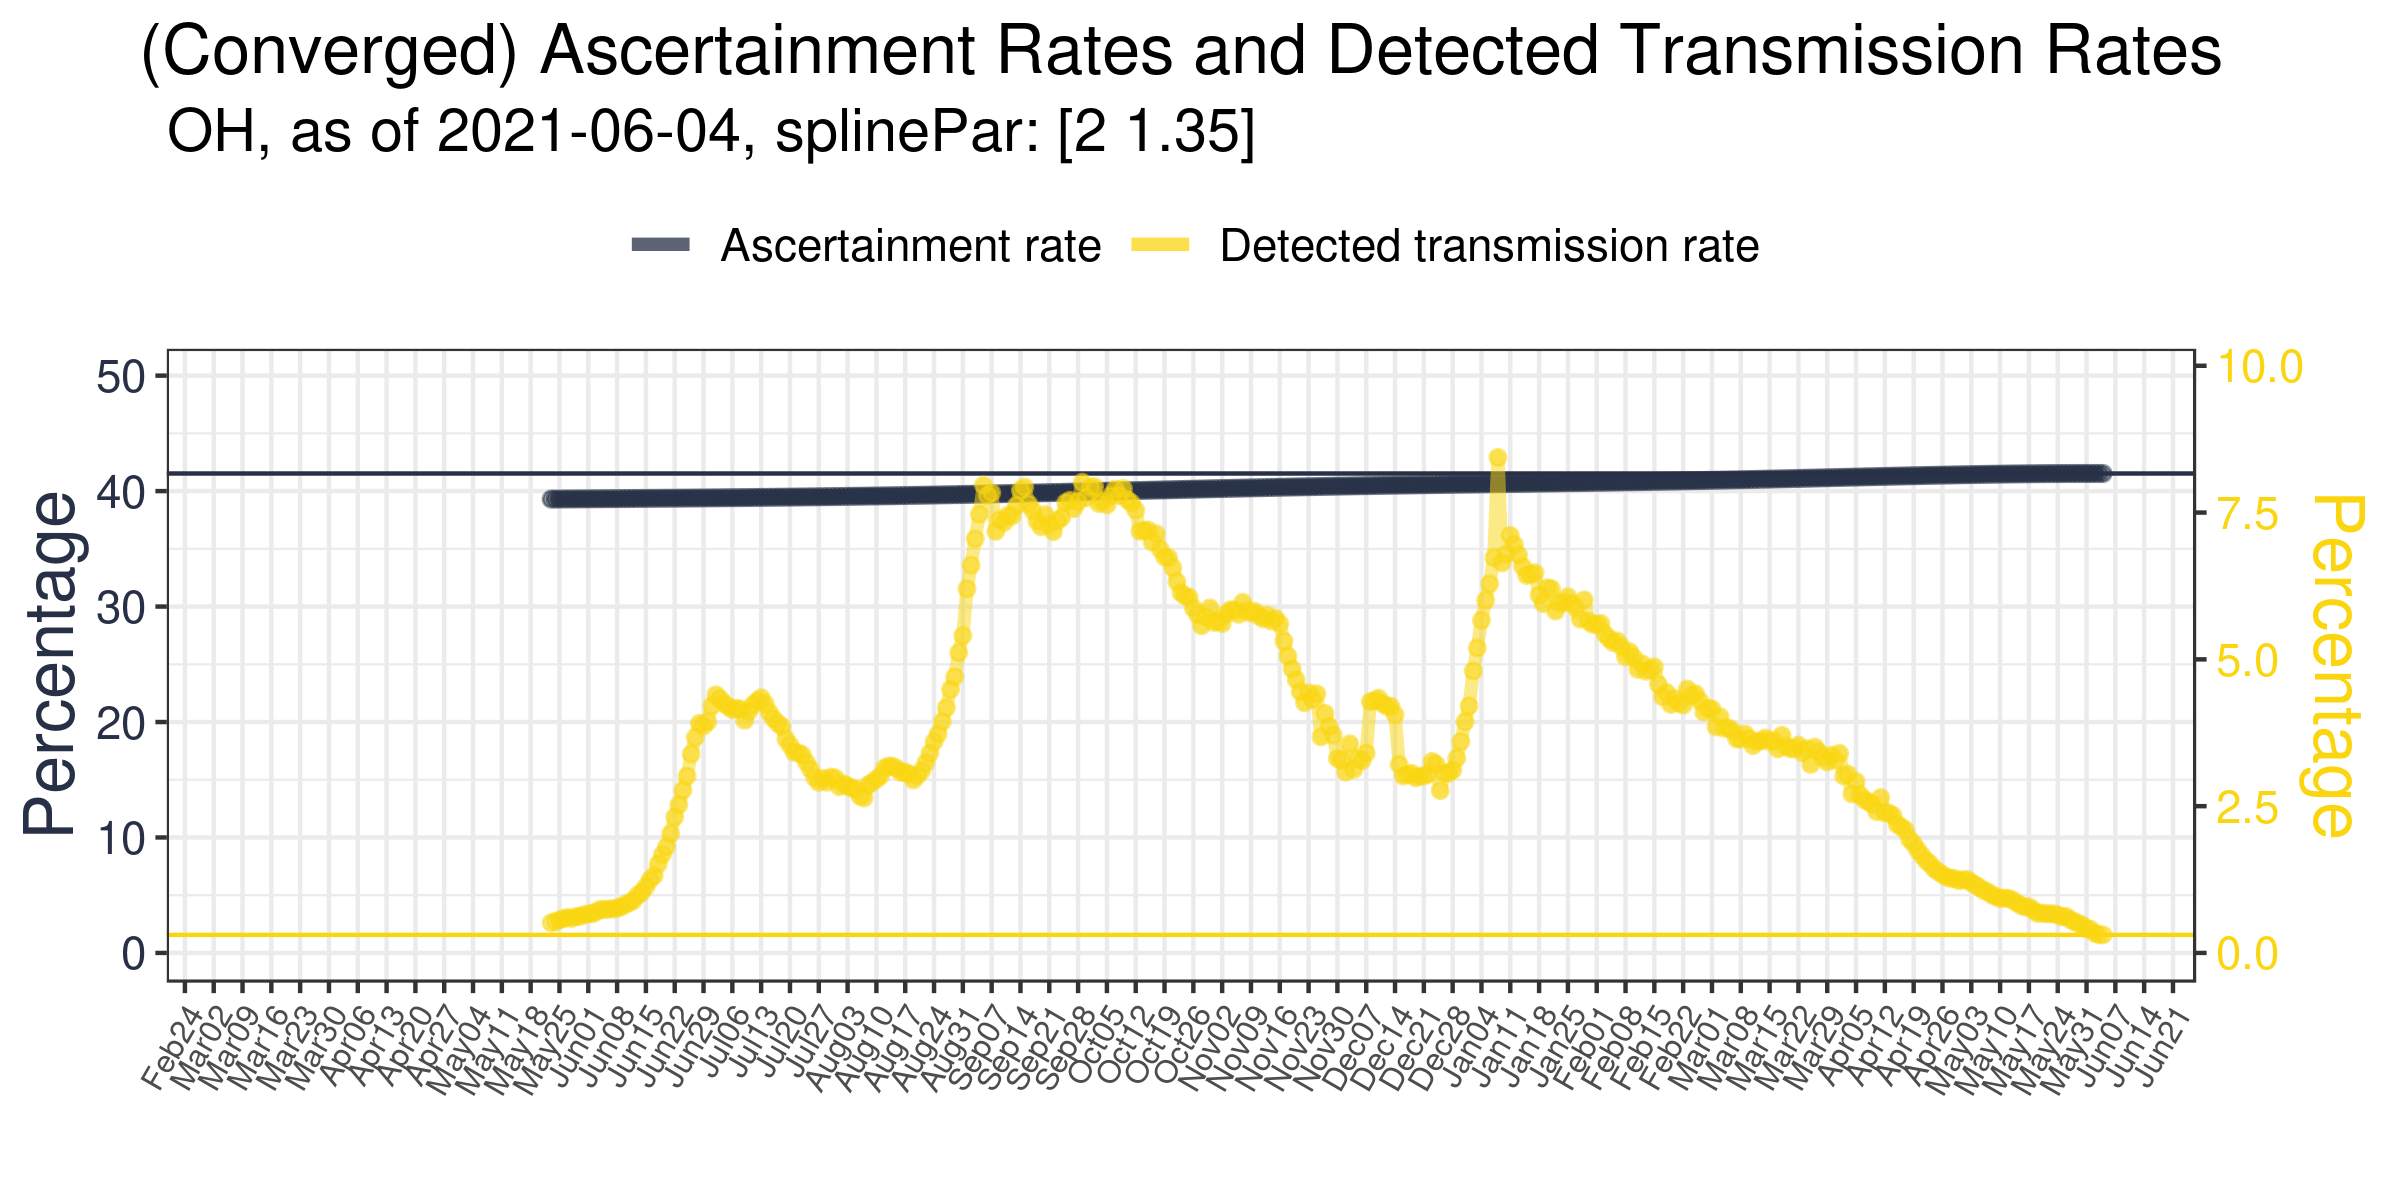 (Converged) Ascertainment Rates and Detected Transmission Rates
OH, as of 2021-06-04, splinePar: [2 1.35]
Ascertainment rate Detected transmission rate
50
40
30
20
10
0
Percentage
10.0
7.5
5.0
2.5
0.0
Percentage
Feb24 Mar02 Mar09 Mar16 Mar23 Mar30 Apr06 Apr13 Apr20 Apr27 May04 May11 May18 May25 Jun01 Jun08 Jun15 Jun22 Jun29 Jul06 Jul13 Jul20 Jul27 Aug03 Aug10 Aug17 Aug24 Aug31 Sep07 Sep14 Sep21 Sep28 Oct05 Oct12 Oct19 Oct26 Nov02 Nov09 Nov16 Nov23 Nov30 Dec07 Dec14 Dec21 Dec28 Jan04 Jan11 Jan18 Jan25 Feb01 Feb08 Feb15 Feb22 Mar01 Mar08 Mar15 Mar22 Mar29 Apr05 Apr12 Apr19 Apr26 May03 May10 May17 May24 May31 Jun07 Jun14 Jun21